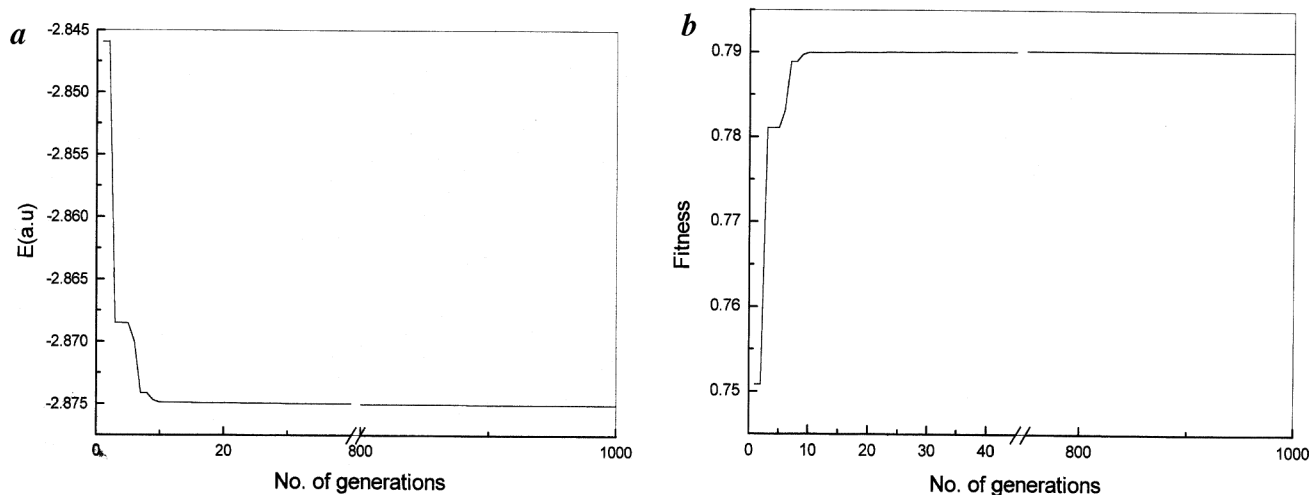 a
-2.845
-2.850
-2.855
-2.860
-2.865
-2.870
-2.875
E(a.u)
0 20 800 1000
No. of generations
b
0.79
0.78
0.77
0.76
0.75
Fitness
0 10 20 30 40 800 1000
No. of generations